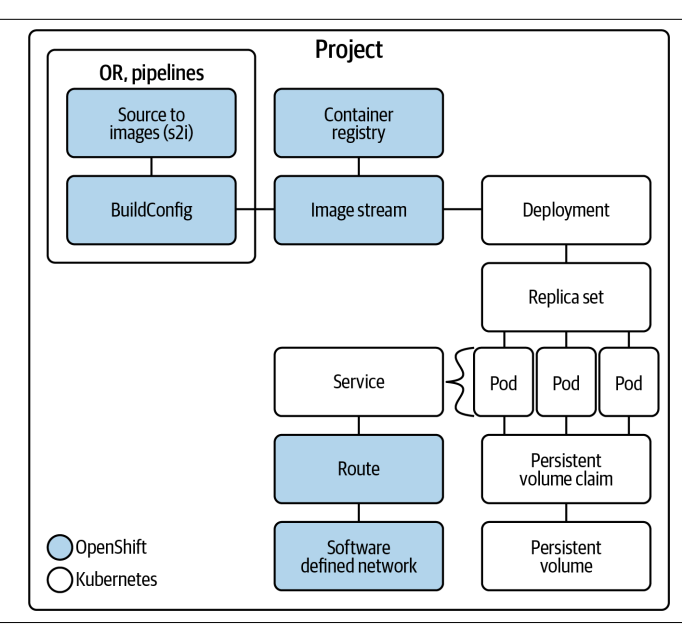 Project
OR, pipelines
Source to
images (s2i)
BuildConfig
Container
registry
Image stream
Deployment
Replica set
Service
Pod
Pod
Pod
Route
Persistent
volume claim
Software
defined network
Persistent
volume
OpenShift
Kubernetes